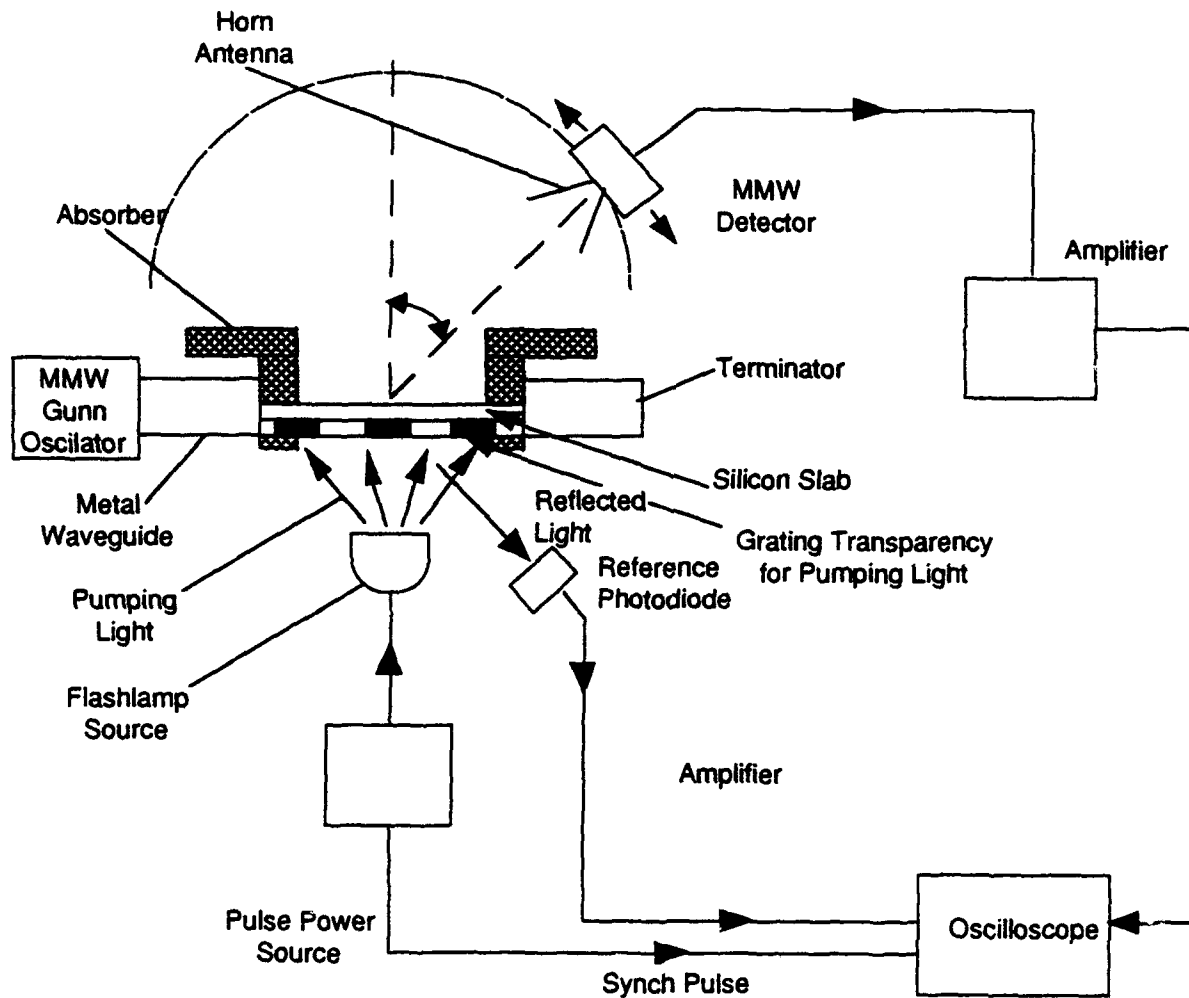 Horn
Antenna
Absorber
MMW
Detector
Amplifier
MMW
Gunn
Oscilator
Terminator
Metal
Waveguide
Silicon Slab
Reflected
Light
Grating Transparency
for Pumping Light
Reference
Photodiode
Pumping
Light
Flashlamp
Source
Amplifier
Pulse Power
Source
Oscilloscope
Synch Pulse